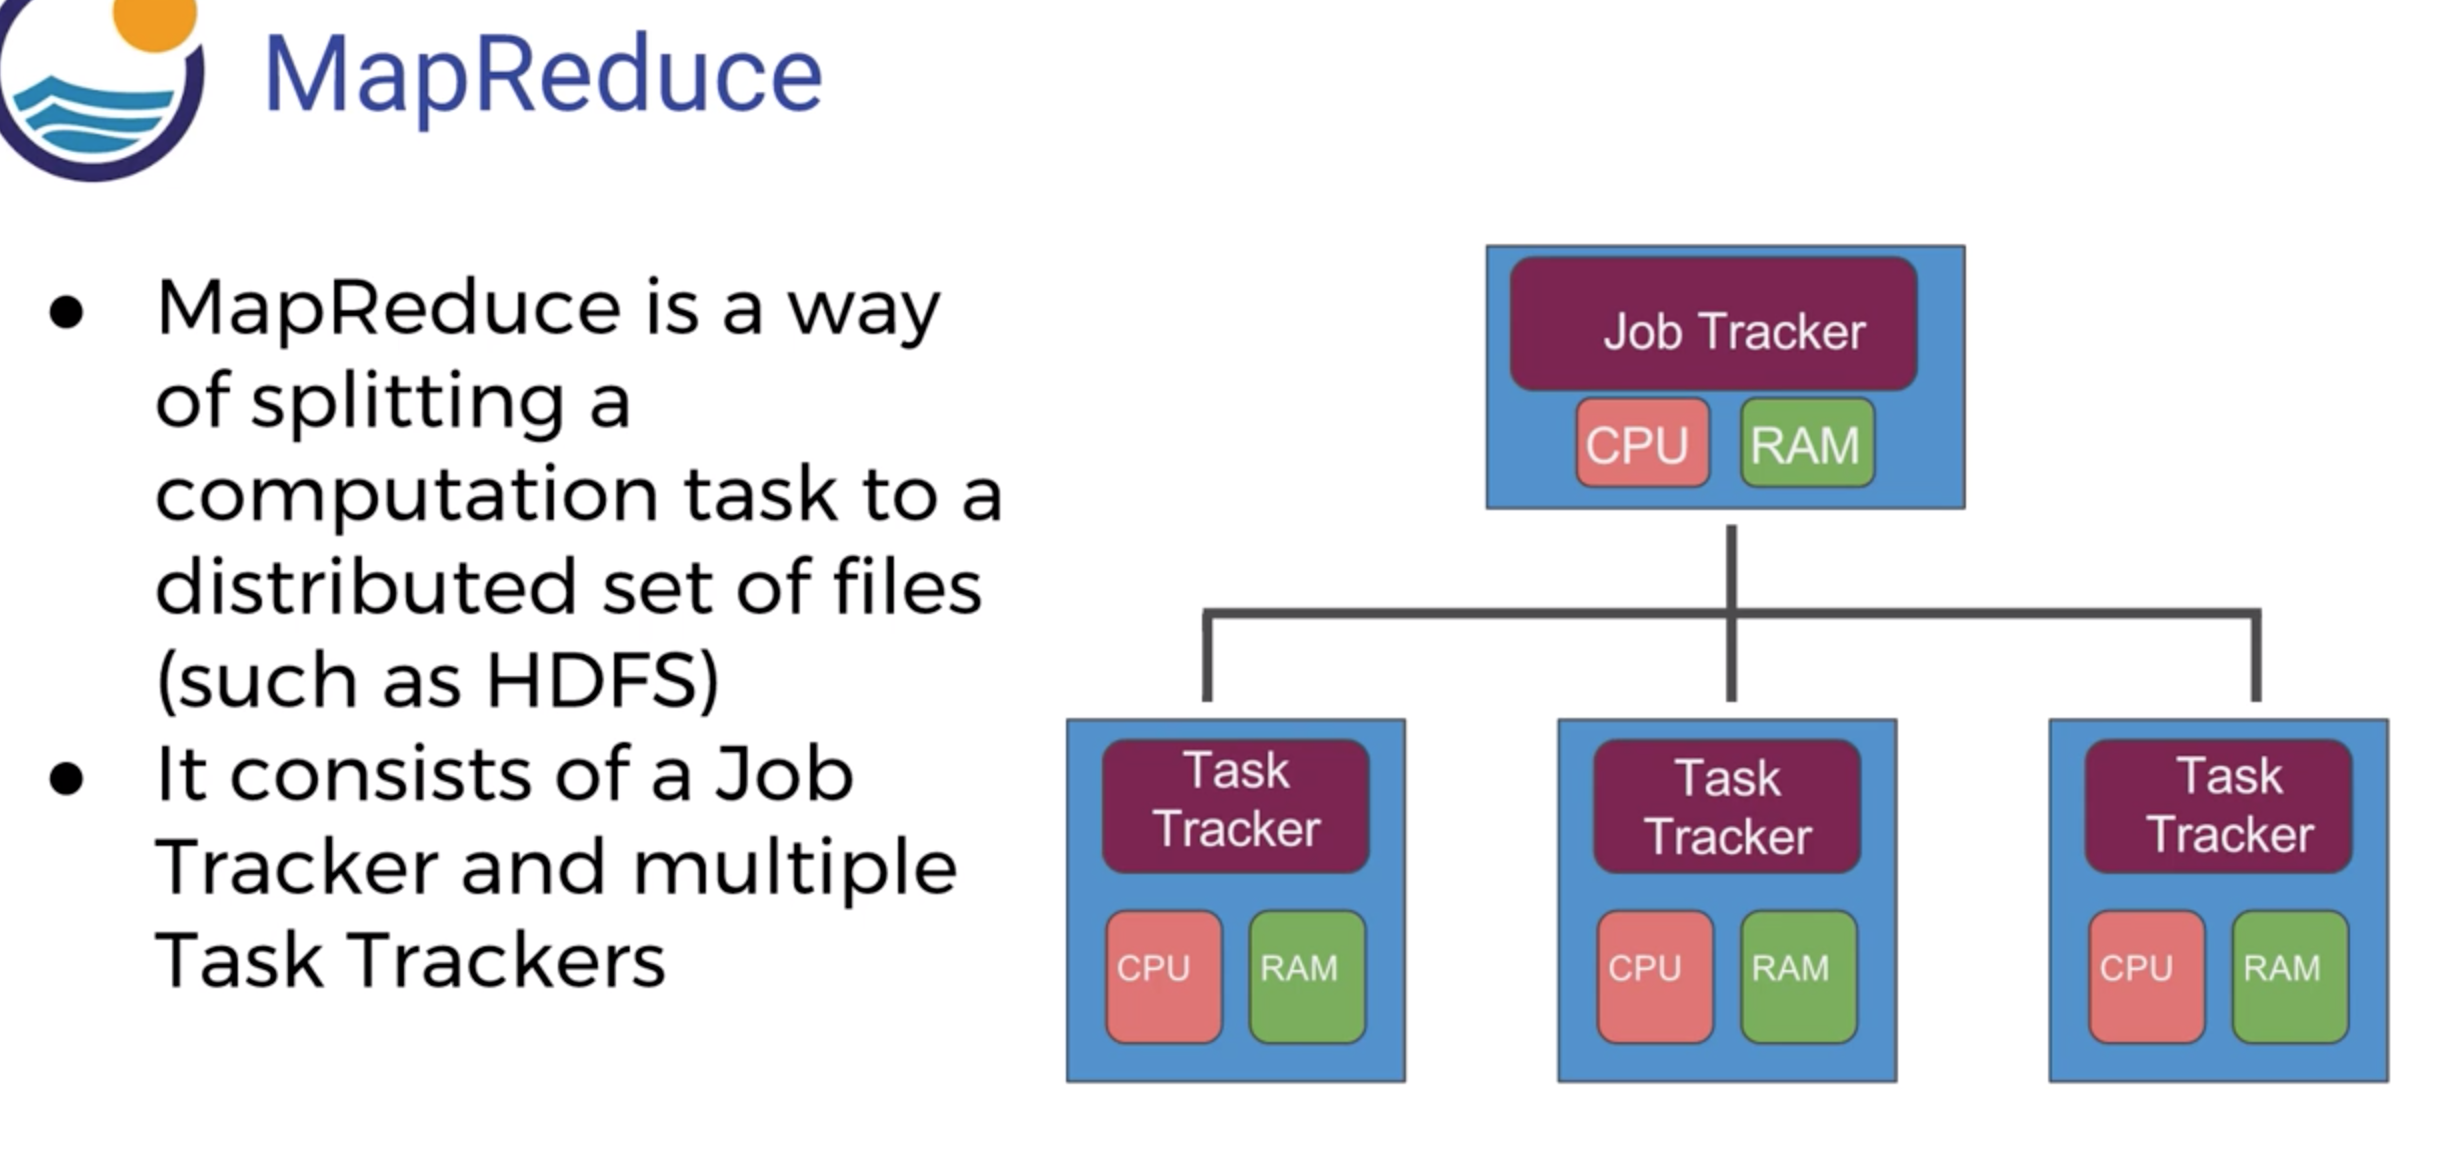 MapReduce
● MapReduce is a way
of splitting a
computation task to a
distributed set of files
(such as HDFS)
● It consists of a Job
Tracker and multiple
Task Trackers
Job Tracker
CPU RAM
Task
Tracker
CPU RAM
Task
Tracker
CPU RAM
Task
Tracker
CPU RAM